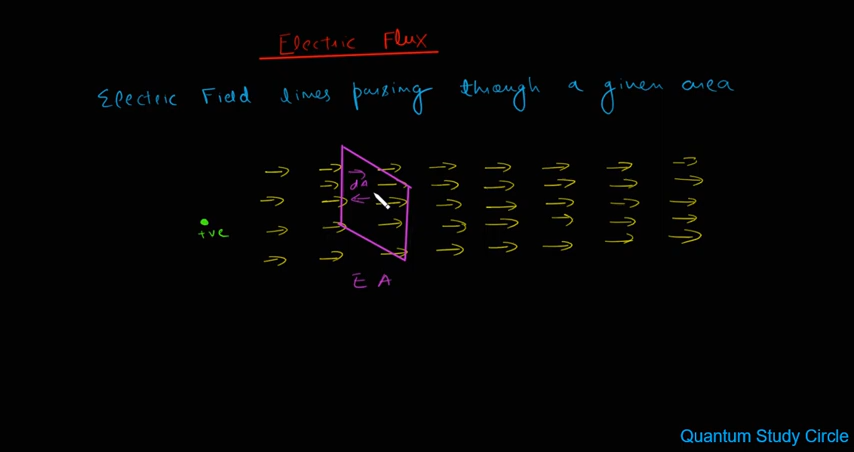 Electric Flux
Electric Field lines passing through a given area
dA
+ve
E A
Quantum Study Circle